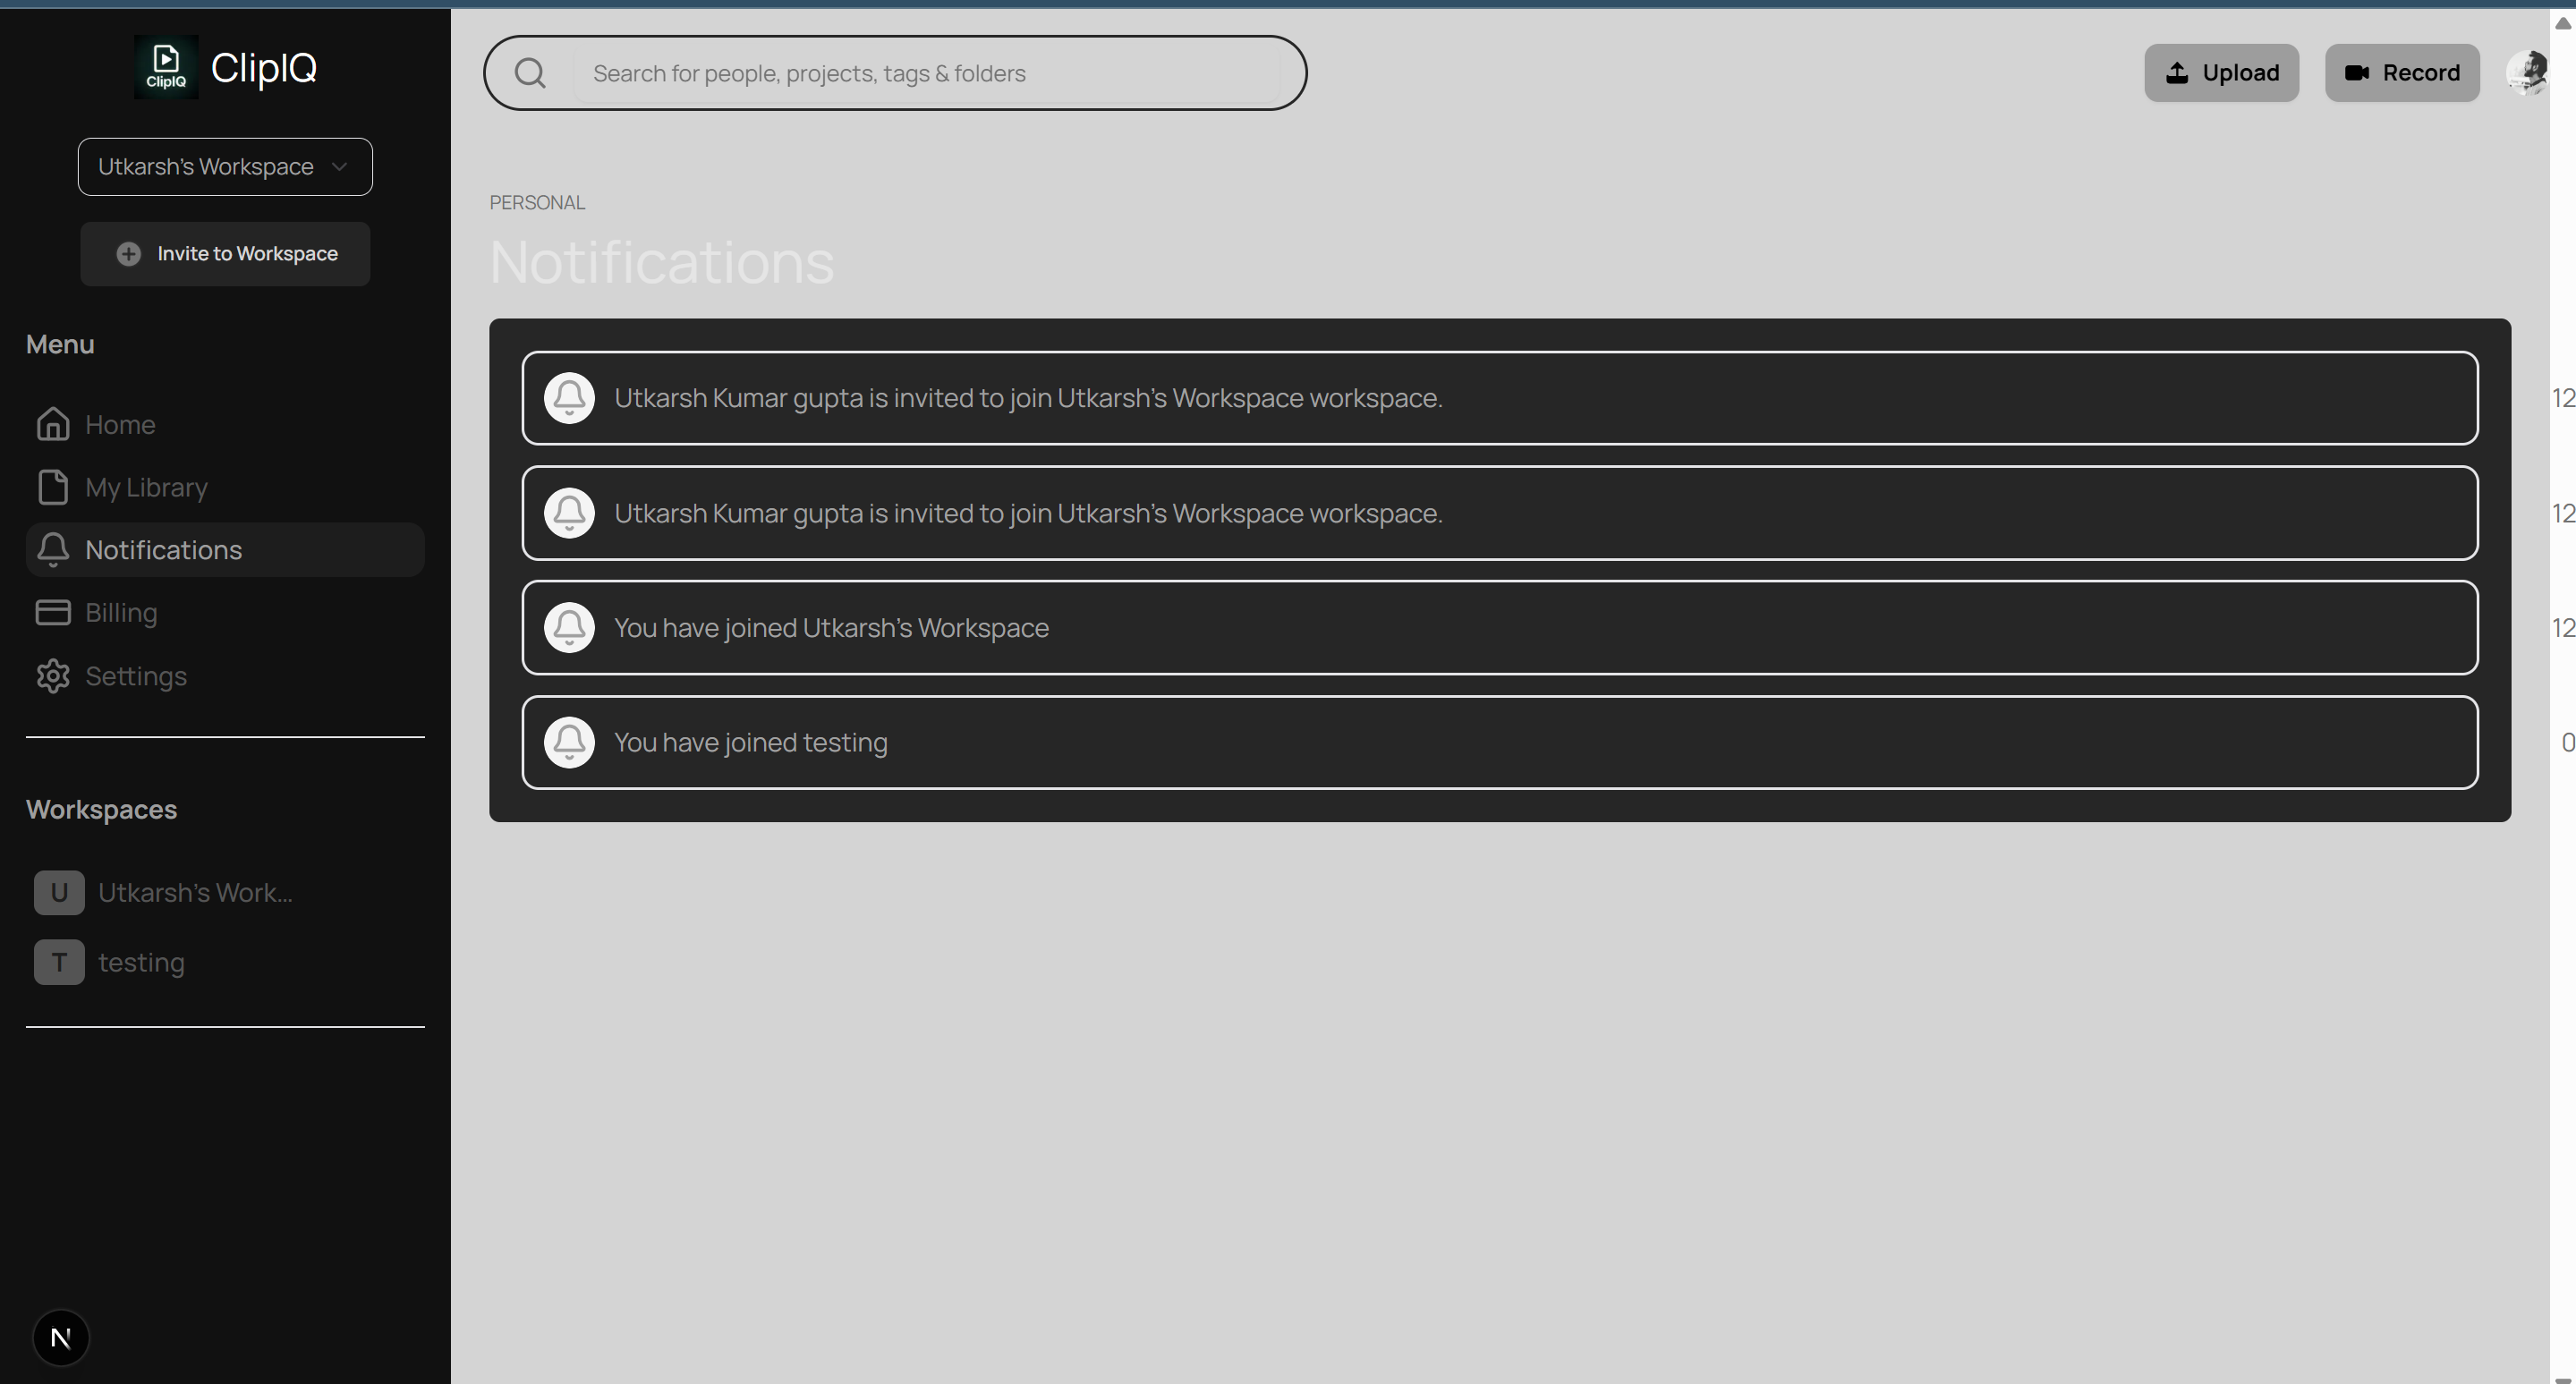 ClipIQ
ClipIQ
Search for people, projects, tags & folders
Upload
Record
Utkarsh's Workspace
Invite to Workspace
PERSONAL
Notifications
Menu
Home
My Library
Notifications
Billing
Settings
Utkarsh Kumar gupta is invited to join Utkarsh's Workspace workspace.
12
Utkarsh Kumar gupta is invited to join Utkarsh's Workspace workspace.
12
You have joined Utkarsh's Workspace
12
You have joined testing
0
Workspaces
U Utkarsh's Work...
T testing
N